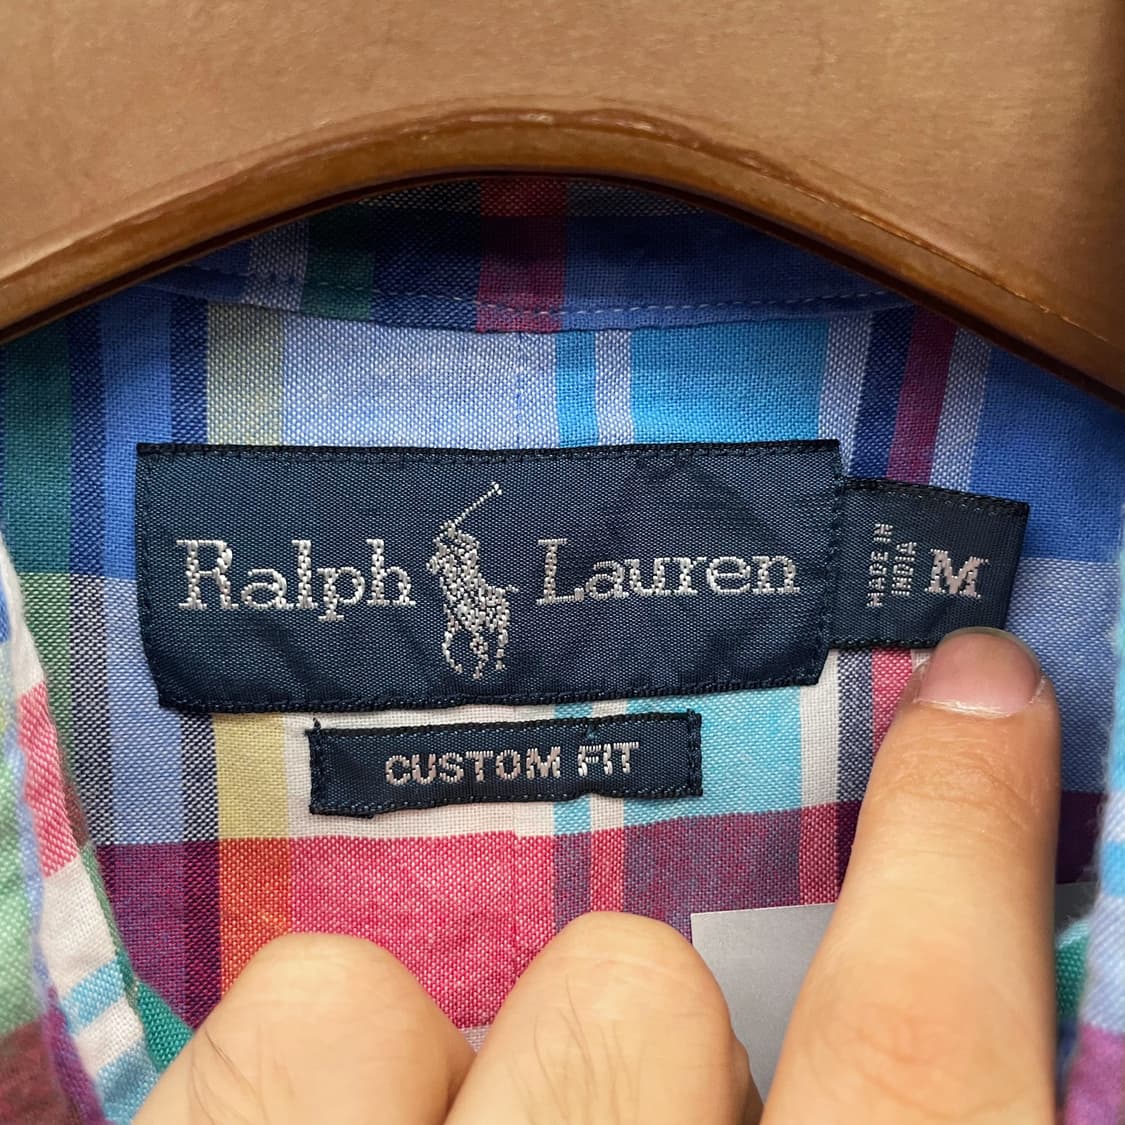 Ralph Lauren
MADE IN
INDIA
M
CUSTOM FIT